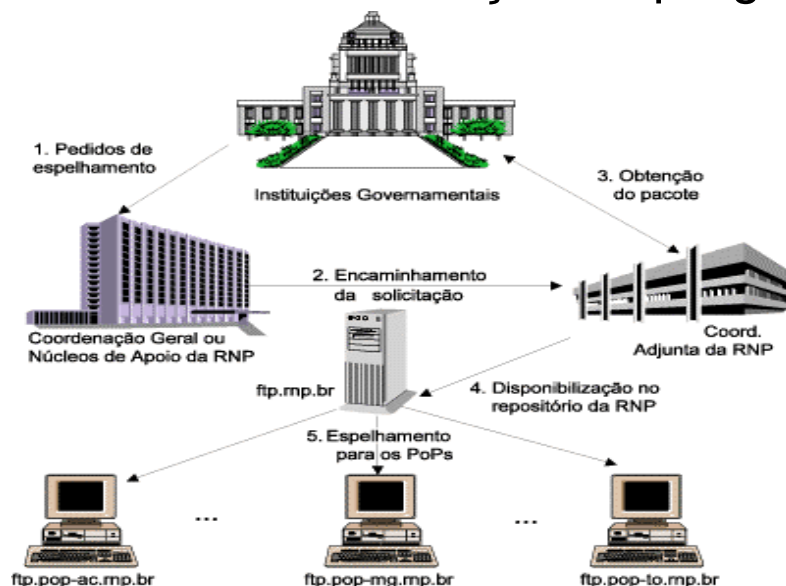 1. Pedidos de
espelhamento
Instituições Governamentais
3. Obtenção
do pacote
2. Encaminhamento
da solicitação
Coordenação Geral ou
Núcleos de Apoio da RNP
Coord.
Adjunta da RNP
ftp.rnp.br
4. Disponibilização no
repositório da RNP
5. Espelhamento
para os PoPs
...
...
ftp.pop-ac.rnp.br
ftp.pop-mg.rnp.br
ftp.pop-to.rnp.br